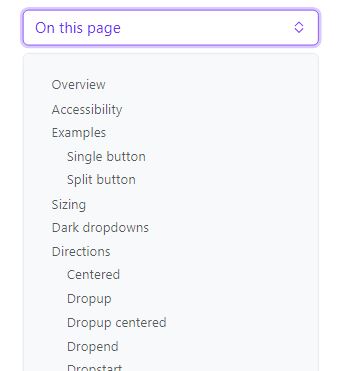 On this page
Overview
Accessibility
Examples
Single button
Split button
Sizing
Dark dropdowns
Directions
Centered
Dropup
Dropup centered
Dropend
Dropstart